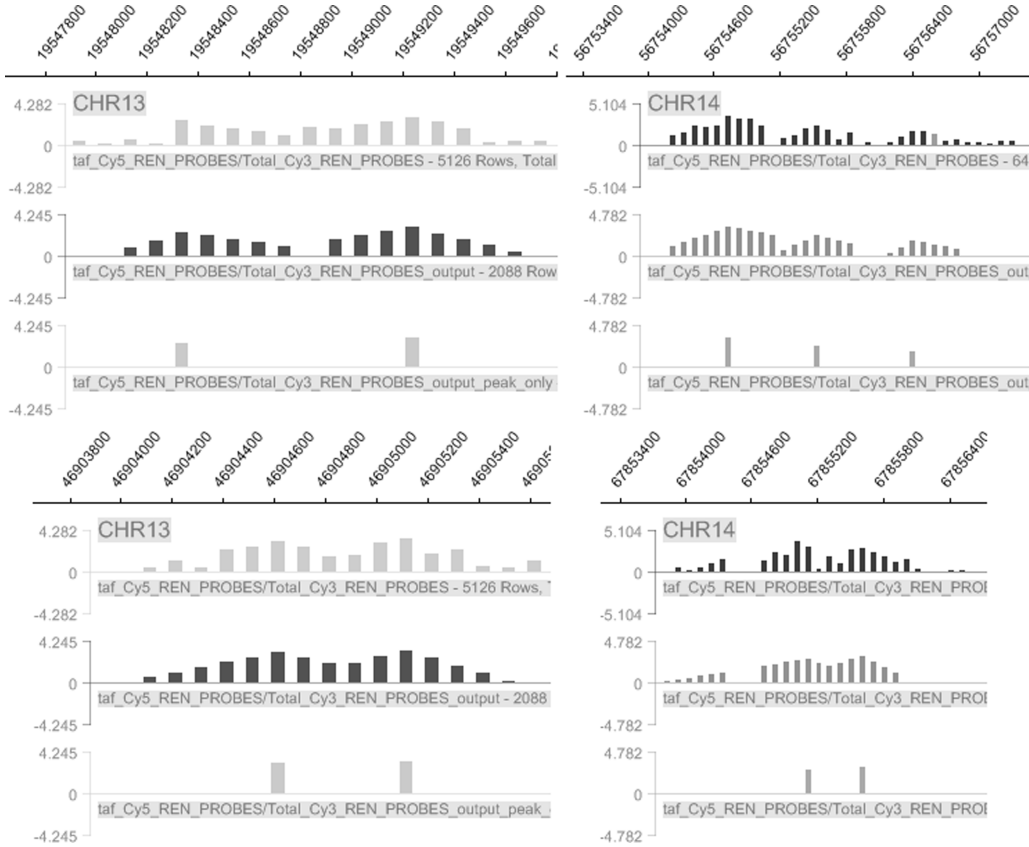 19547800 19548000 19548200 19548400 19548600 19548800 19549000 19549200 19549400 19549600 19
4.282
CHR13
0
taf_Cy5_REN_PROBES/Total_Cy3_REN_PROBES - 5126 Rows, Total
-4.282
4.245
0
taf_Cy5_REN_PROBES/Total_Cy3_REN_PROBES_output - 2088 Row
-4.245
4.245
0
taf_Cy5_REN_PROBES/Total_Cy3_REN_PROBES_output_peak_only
-4.245
56753400 56754000 56754600 56755200 56755800 56756400 56757000
5.104
CHR14
0
taf_Cy5_REN_PROBES/Total_Cy3_REN_PROBES - 64
-5.104
4.782
0
taf_Cy5_REN_PROBES/Total_Cy3_REN_PROBES_out
-4.782
4.782
0
taf_Cy5_REN_PROBES/Total_Cy3_REN_PROBES_out
-4.782
46903800 46904000 46904200 46904400 46904600 46904800 46905000 46905200 46905400 46905
4.282
CHR13
0
taf_Cy5_REN_PROBES/Total_Cy3_REN_PROBES - 5126 Rows,
-4.282
4.245
0
taf_Cy5_REN_PROBES/Total_Cy3_REN_PROBES_output - 2088
-4.245
4.245
0
taf_Cy5_REN_PROBES/Total_Cy3_REN_PROBES_output_peak_
-4.245
67853400 67854000 67854600 67855200 67855800 67856400
5.104
CHR14
0
taf_Cy5_REN_PROBES/Total_Cy3_REN_PROE
-5.104
4.782
0
taf_Cy5_REN_PROBES/Total_Cy3_REN_PROE
-4.782
4.782
0
taf_Cy5_REN_PROBES/Total_Cy3_REN_PROE
-4.782